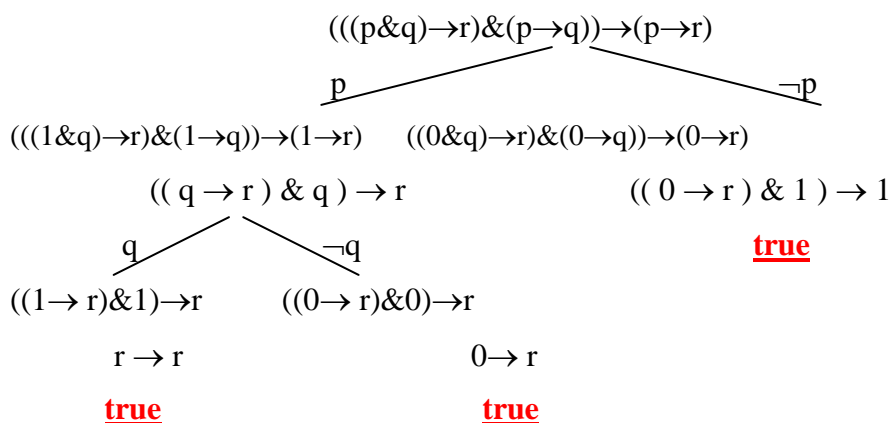 (((p&q)→r)&(p→q))→(p→r)
p ¬p
(((1&q)→r)&(1→q))→(1→r) ((0&q)→r)&(0→q))→(0→r)
(( q → r ) & q ) → r (( 0 → r ) & 1 ) → 1
q ¬q true
((1→ r)&1)→r ((0→ r)&0)→r
r → r 0→ r
true true